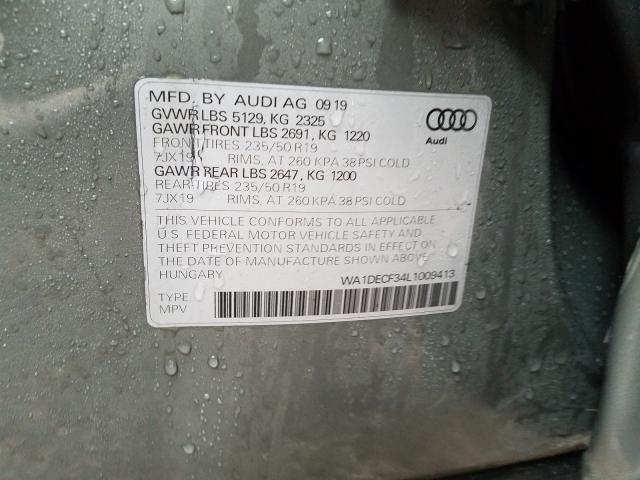 MFD. BY AUDI AG 09 19
GVWR LBS 5129, KG 2325
GAWR FRONT LBS 2691, KG 1220
FRONT TIRES 235/50 R19
7JX19 RIMS, AT 260 KPA 38 PSI COLD
GAWR REAR LBS 2647, KG 1200
REAR TIRES 235/50 R19
7JX19 RIMS, AT 260 KPA 38 PSI COLD
Audi
THIS VEHICLE CONFORMS TO ALL APPLICABLE
U.S. FEDERAL MOTOR VEHICLE SAFETY AND
THEFT PREVENTION STANDARDS IN EFFECT ON
THE DATE OF MANUFACTURE SHOWN ABOVE
HUNGARY
WA1DECF34L1009413
TYPE
MPV